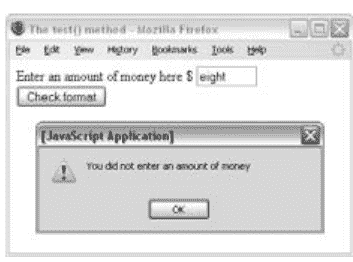 The test() method - Mozilla Firefox
File Edit View History Bookmarks Tools Help
Enter an amount of money here $ eight
Check format
[JavaScript Application]
You did not enter an amount of money
OK